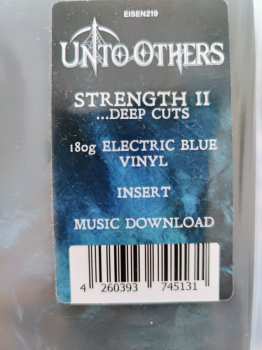 EISEN219
UNTO OTHERS
STRENGTH II
...DEEP CUTS
180g ELECTRIC BLUE
VINYL
INSERT
MUSIC DOWNLOAD
4 260393 745131